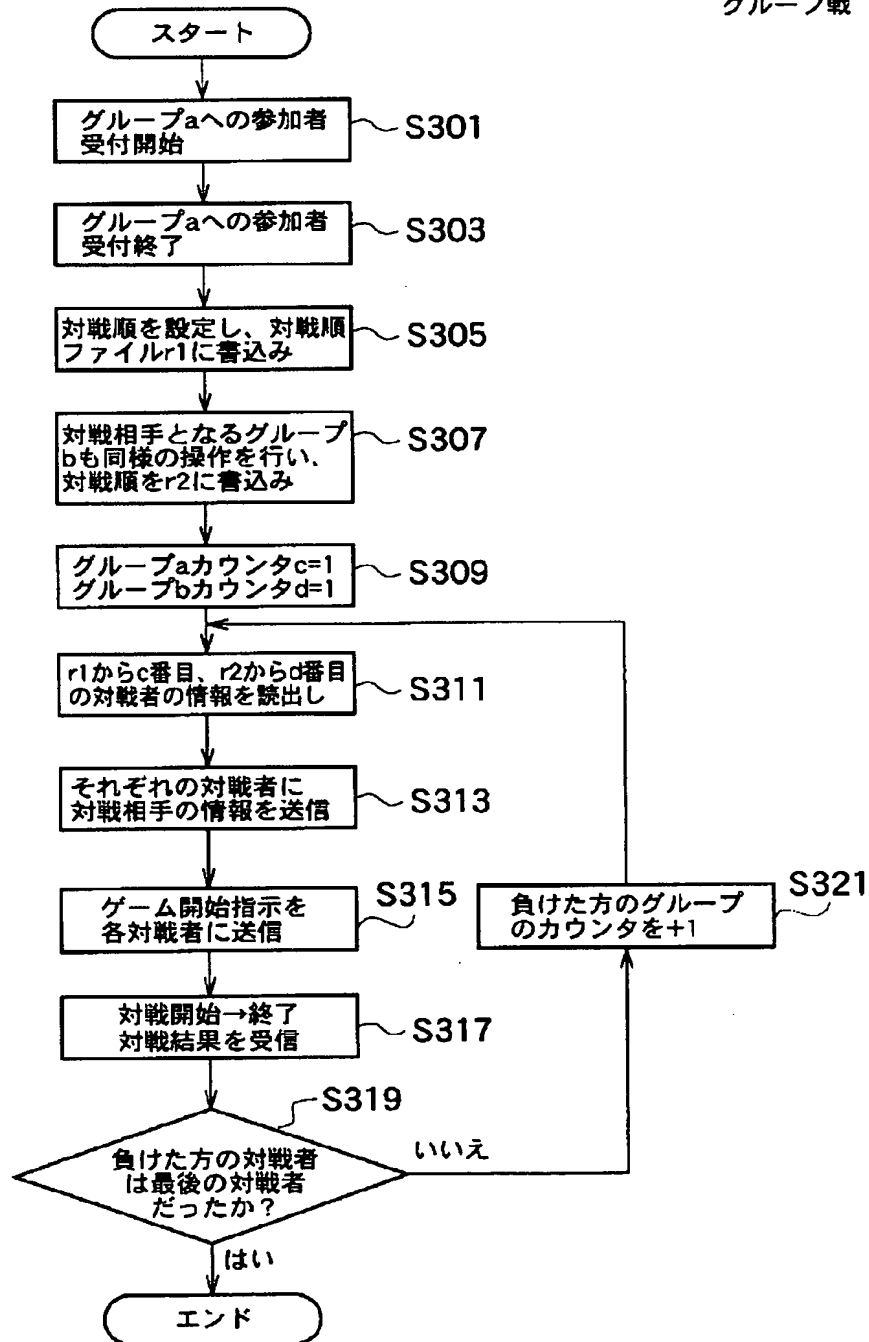 グループ戦
スタート
グループaへの参加者
受付開始
S301
グループaへの参加者
受付終了
S303
対戦順を設定し、対戦順
ファイルr1に書込み
S305
対戦相手となるグループ
bも同様の操作を行い、
対戦順をr2に書込み
S307
グループaカウンタc=1
グループbカウンタd=1
S309
r1からc番目、r2からd番目
の対戦者の情報を読出し
S311
それぞれの対戦者に
対戦相手の情報を送信
S313
ゲーム開始指示を
各対戦者に送信
S315
負けた方のグループ
のカウンタを+1
S321
対戦開始→終了
対戦結果を受信
S317
S319
負けた方の対戦者
は最後の対戦者
だったか？
いいえ
はい
エンド